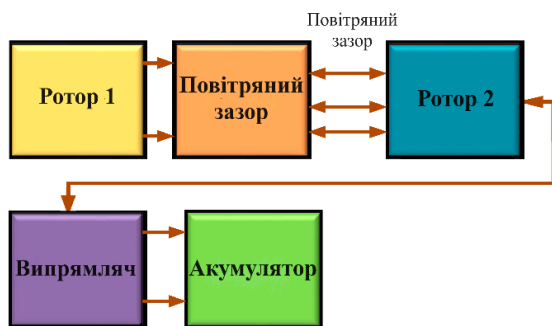 Повітряний
зазор
Ротор 1
Повітряний
зазор
Ротор 2
Випрямляч
Акумулятор